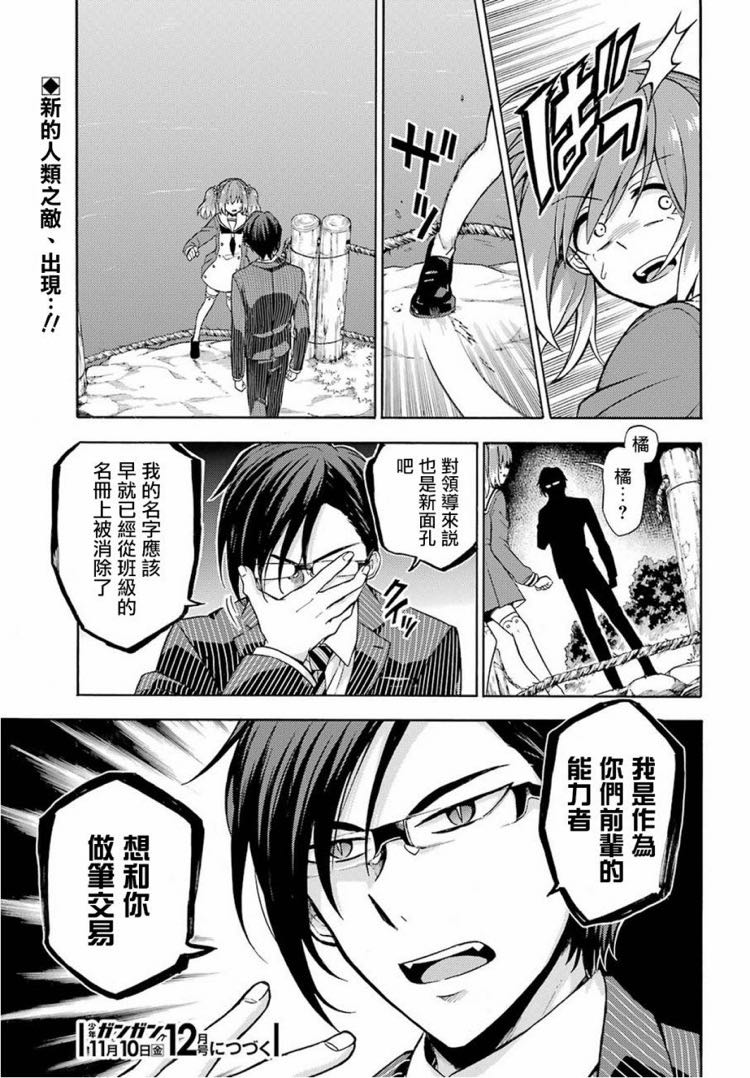 ばっ
ザッ
◆新的人類之敵、出現…!!
橘
橘…?
對領導來說
也是新面孔
吧
クイッ
我的名字應該
早就已經從班級的
名冊上被消除了
我是作為
你們前輩的
能力者
想和你
做筆交易
少年ガンガン
11月10日金12月号につづく